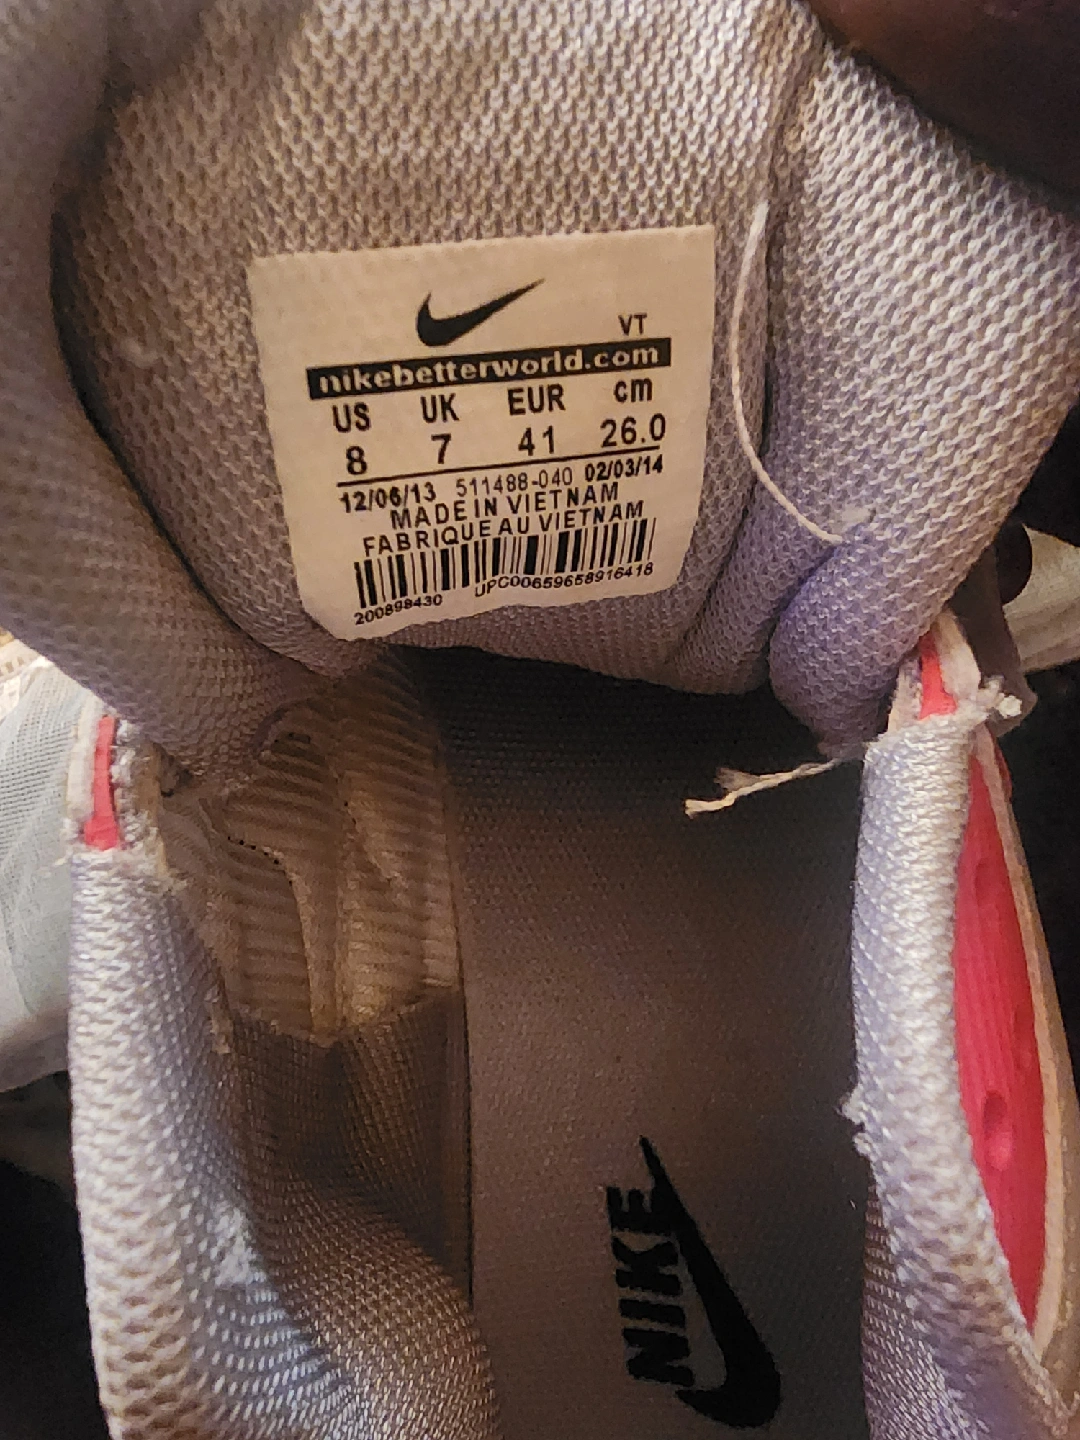 VT
nikebetterworld.com
US UK EUR cm
8 7 41 26.0
12/06/13 511488-040 02/03/14
MADE IN VIETNAM
FABRIQUE AU VIETNAM
200898430 UPC00659658916418
NIKE